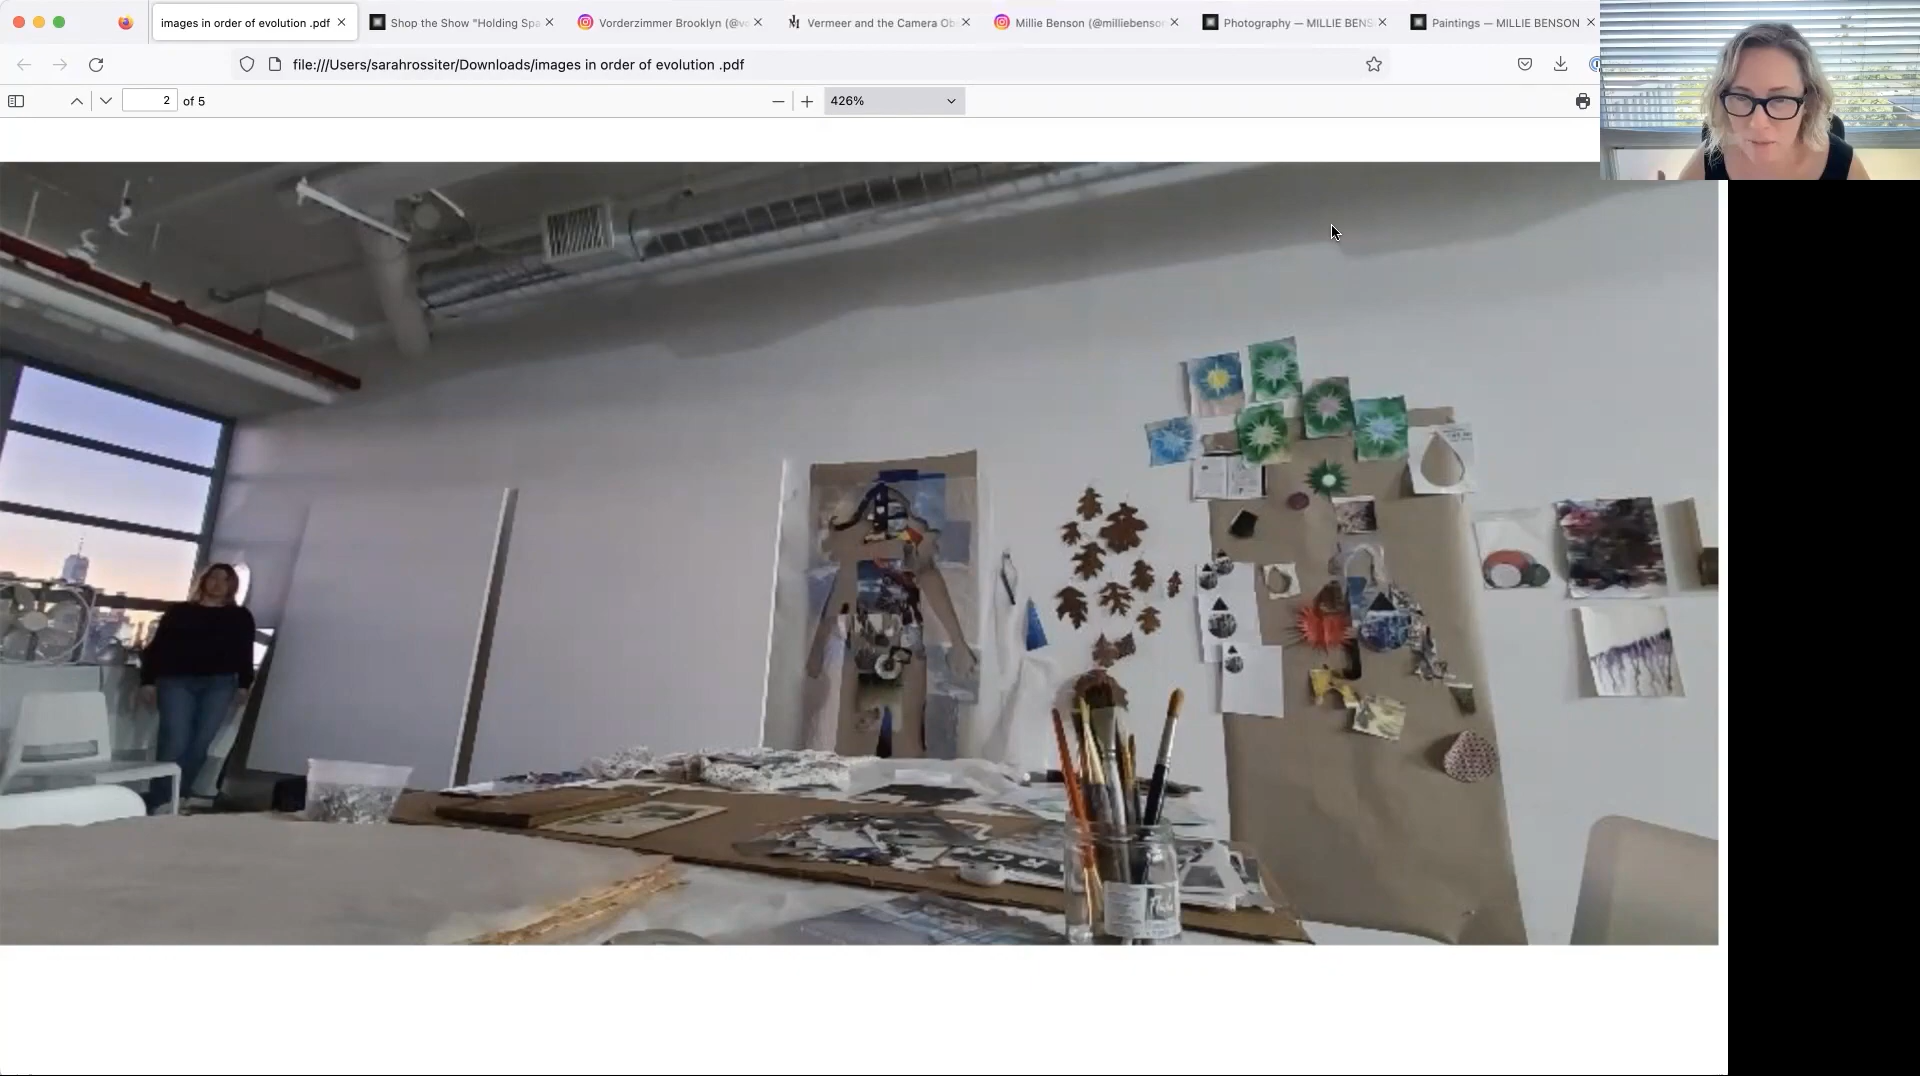 images in order of evolution .pdf
Shop the Show "Holding Spa
Vorderzimmer Brooklyn (@vo
Vermeer and the Camera Ob
Millie Benson (@milliebenso
Photography — MILLIE BENS
Paintings — MILLIE BENSON
file:///Users/sarahrossiter/Downloads/images in order of evolution .pdf
2 of 5
426%